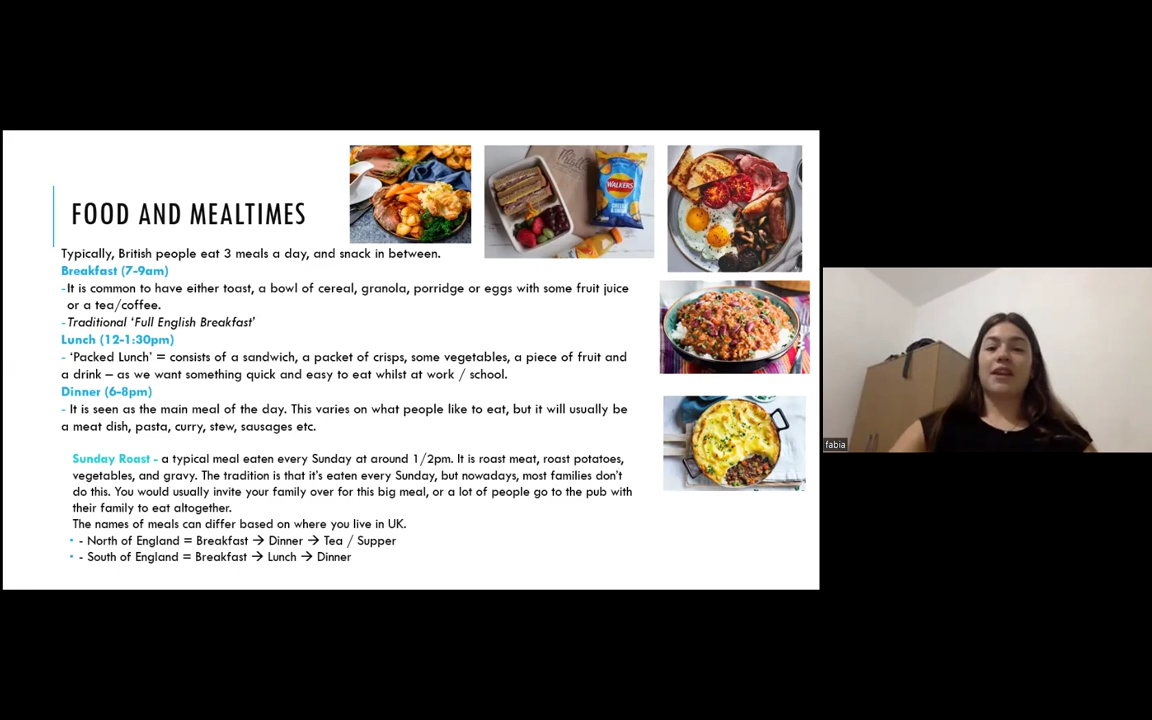 FOOD AND MEALTIMES
Typically, British people eat 3 meals a day, and snack in between.
Breakfast (7-9am)
-It is common to have either toast, a bowl of cereal, granola, porridge or eggs with some fruit juice
or a tea/coffee.
-Traditional ‘Full English Breakfast’
Lunch (12-1:30pm)
- ‘Packed Lunch’ = consists of a sandwich, a packet of crisps, some vegetables, a piece of fruit and
a drink – as we want something quick and easy to eat whilst at work / school.
Dinner (6-8pm)
- It is seen as the main meal of the day. This varies on what people like to eat, but it will usually be
a meat dish, pasta, curry, stew, sausages etc.
Sunday Roast - a typical meal eaten every Sunday at around 1/2pm. It is roast meat, roast potatoes,
vegetables, and gravy. The tradition is that it’s eaten every Sunday, but nowadays, most families don’t
do this. You would usually invite your family over for this big meal, or a lot of people go to the pub with
their family to eat altogether.
The names of meals can differ based on where you live in UK.
▪ - North of England = Breakfast → Dinner → Tea / Supper
▪ - South of England = Breakfast → Lunch → Dinner
WALKERS
fabia